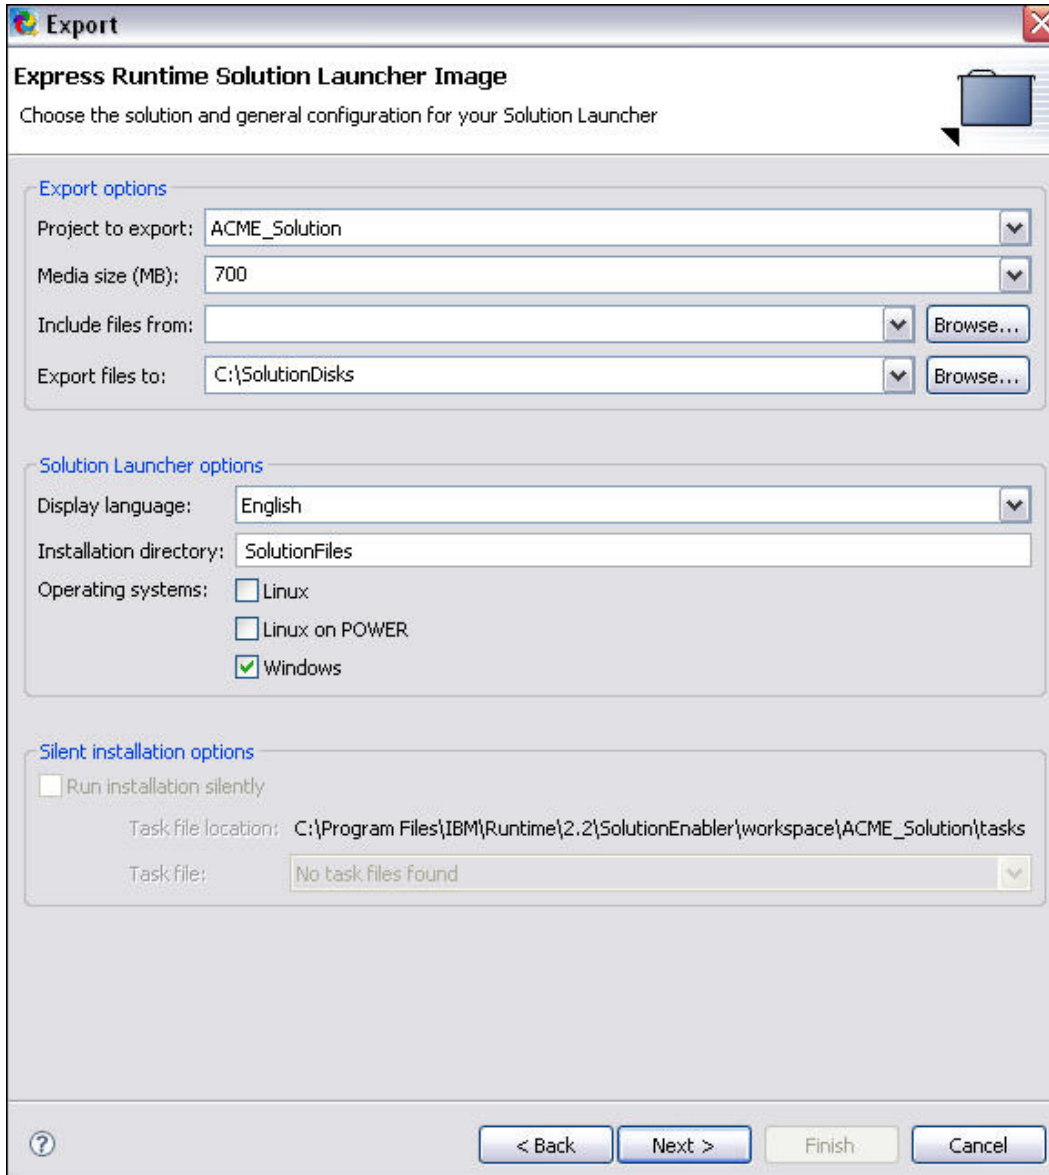 Export
Express Runtime Solution Launcher Image
Choose the solution and general configuration for your Solution Launcher
Export options
Project to export: ACME_Solution
Media size (MB): 700
Include files from: Browse...
Export files to: C:\SolutionDisks Browse...
Solution Launcher options
Display language: English
Installation directory: SolutionFiles
Operating systems: Linux
Linux on POWER
Windows
Silent installation options
Run installation silently
Task file location: C:\Program Files\IBM\Runtime\2.2\SolutionEnabler\workspace\ACME_Solution\tasks
Task file: No task files found
? < Back Next > Finish Cancel